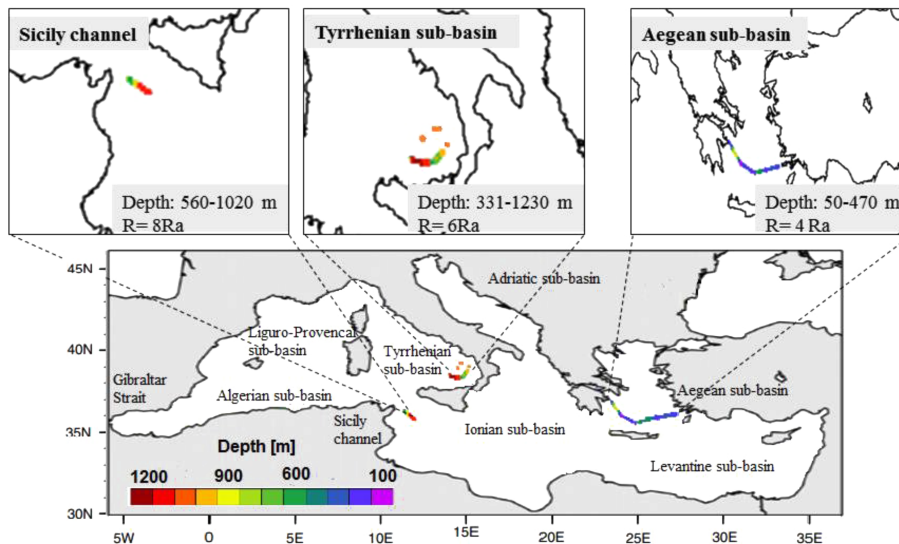 Sicily channel
Depth: 560-1020 m
R= 8Ra
Tyrrhenian sub-basin
Depth: 331-1230 m
R= 6Ra
Aegean sub-basin
Depth: 50-470 m
R= 4 Ra
45N
40N
35N
30N
Adriatic sub-basin
Liguro-Provencal
sub-basin
Tyrrhenian
sub-basin
Gibraltar
Strait
Algerian sub-basin
Aegean sub-basin
Sicily
channel
Ionian sub-basin
Levantine sub-basin
Depth [m]
1200 900 600 100
5W 0 5E 10E 15E 20E 25E 30E 35E